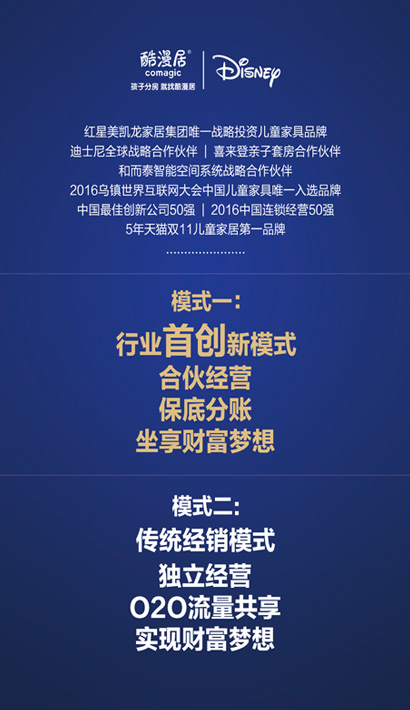 酷漫居®
comagic
孩子分房 就找酷漫居
Disney
红星美凯龙家居集团唯一战略投资儿童家具品牌
迪士尼全球战略合作伙伴 | 喜来登亲子套房合作伙伴
和而泰智能空间系统战略合作伙伴
2016乌镇世界互联网大会中国儿童家具唯一入选品牌
中国最佳创新公司50强 | 2016中国连锁经营50强
5年天猫双11儿童家居第一品牌
模式一:
行业首创新模式
合伙经营
保底分账
坐享财富梦想
模式二:
传统经销模式
独立经营
O2O流量共享
实现财富梦想